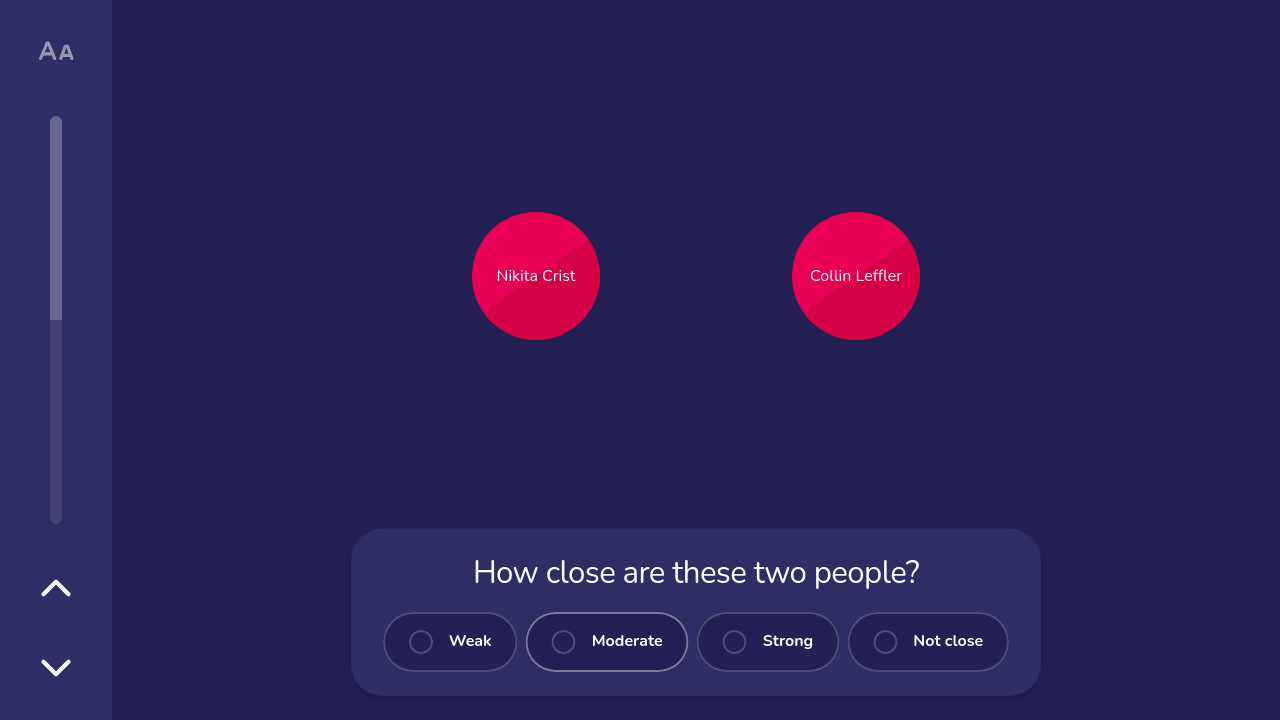 AA
Nikita Crist
Collin Leffler
How close are these two people?
Weak
Moderate
Strong
Not close